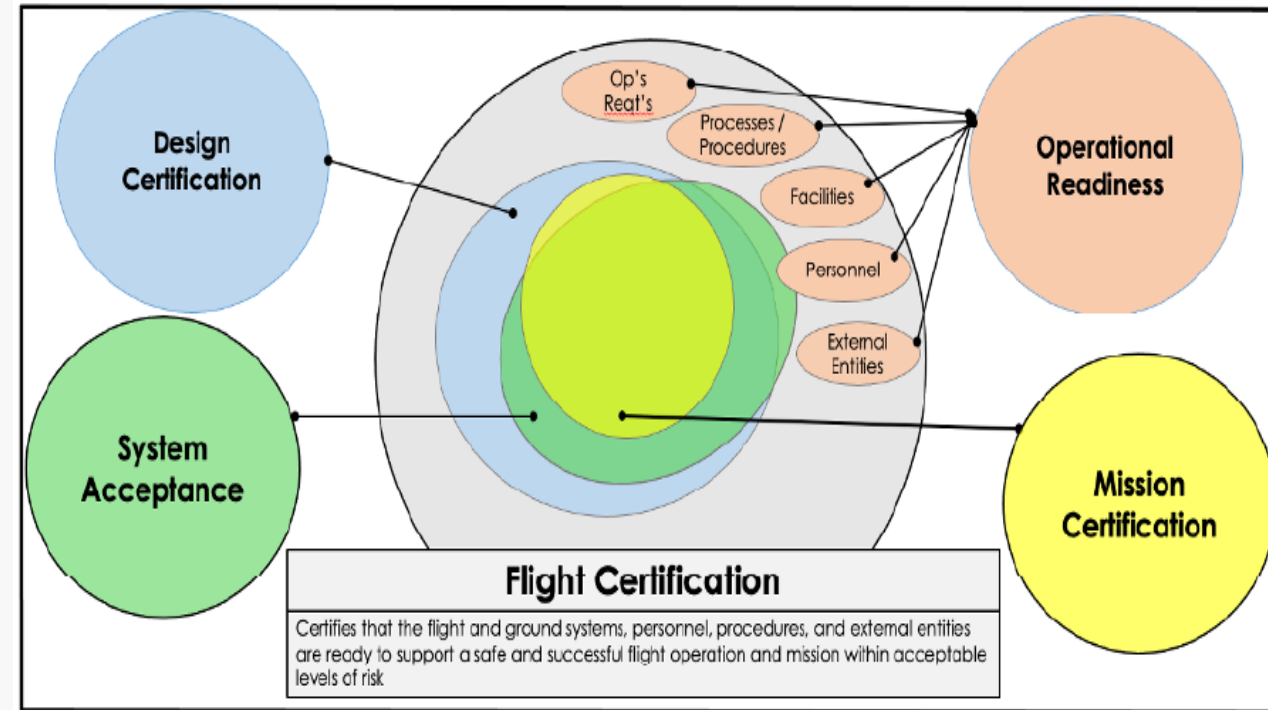 Design
Certification
Op's
Reat's
Processes /
Procedures
Facilities
Personnel
External
Entities
Operational
Readiness
System
Acceptance
Mission
Certification
Flight Certification
Certifies that the flight and ground systems, personnel, procedures, and external entities
are ready to support a safe and successful flight operation and mission within acceptable
levels of risk